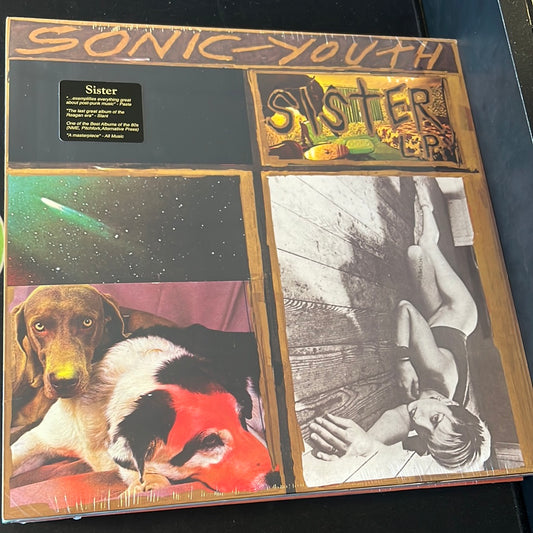 SONIC-YOUTH
Sister
"...exemplifies everything great
about post-punk music" - Paste
"The last great album of the
Reagan era" - Slant
One of the Best Albums of the 80s
(NME, Pitchfork, Alternative Press)
"A masterpiece" - All Music
SISTER
LP